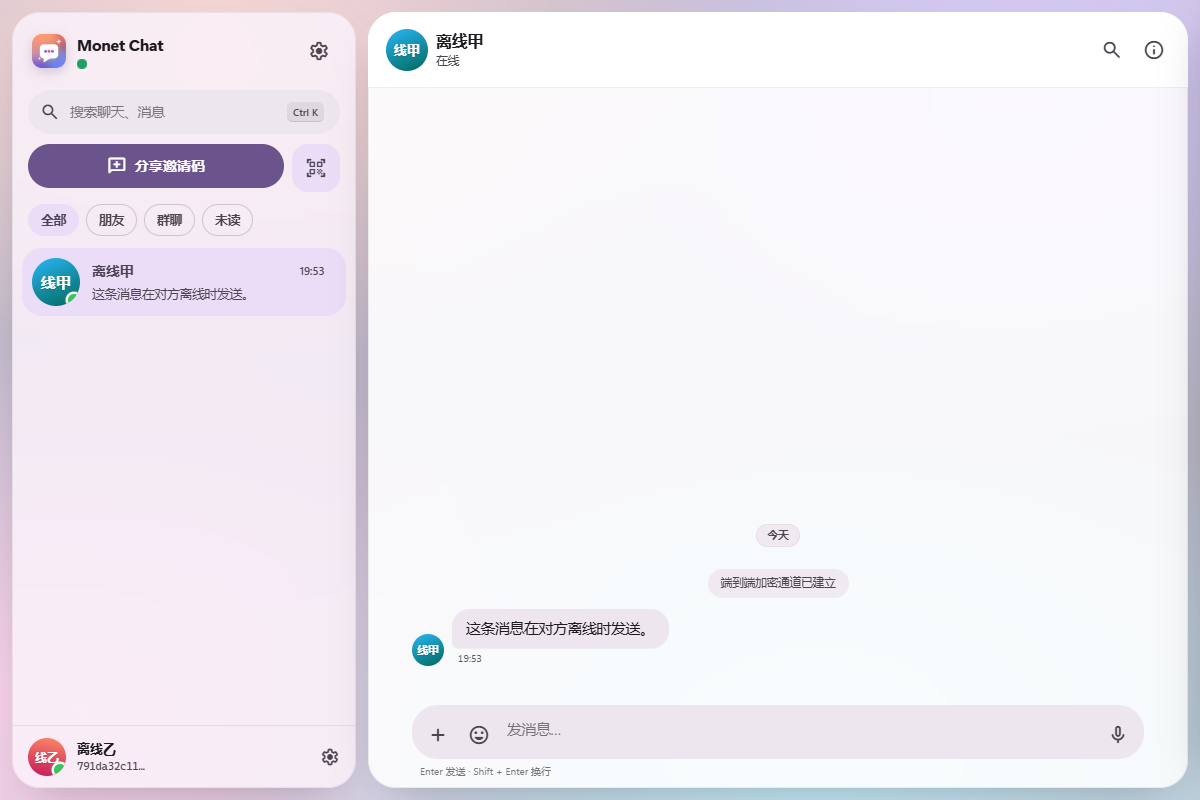 Monet Chat
搜索聊天、消息
Ctrl K
分享邀请码
全部
朋友
群聊
未读
线甲
离线甲
19:53
这条消息在对方离线时发送。
线乙
离线乙
791da32c11…
线甲
离线甲
在线
今天
端到端加密通道已建立
这条消息在对方离线时发送。
线甲
19:53
发消息…
Enter 发送 · Shift + Enter 换行